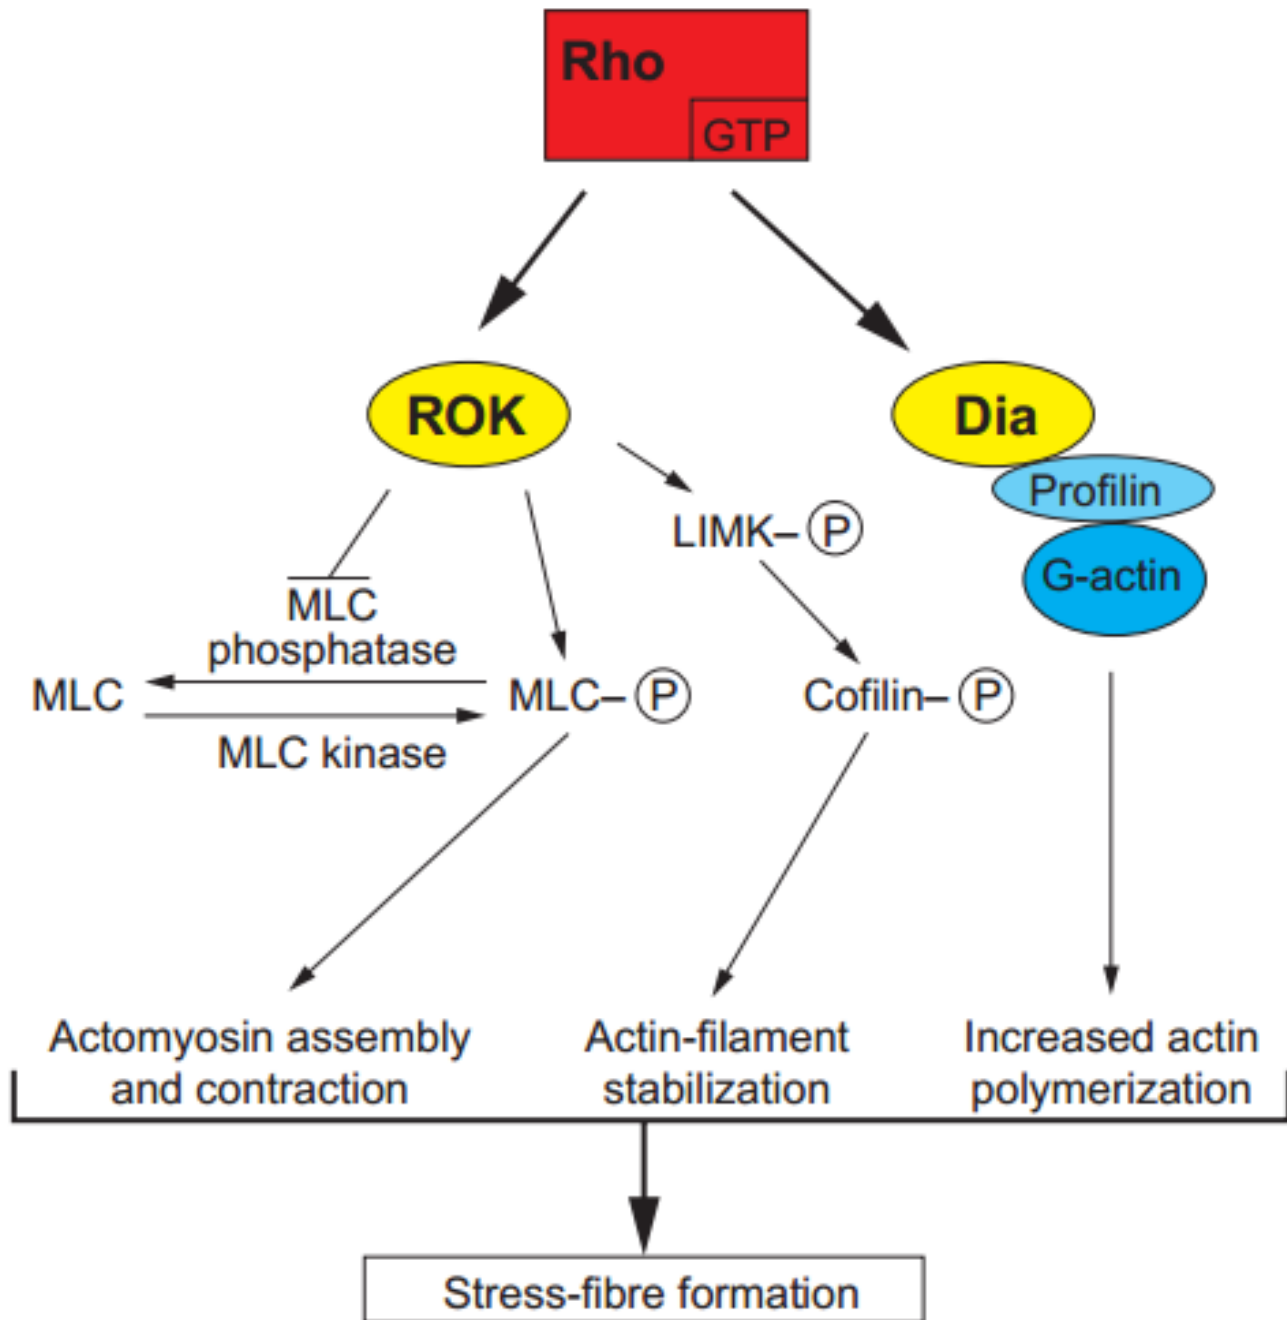 Rho
GTP
ROK
Dia
Profilin
G-actin
LIMK– P
MLC
phosphatase
MLC
MLC– P
Cofilin– P
MLC kinase
Actomyosin assembly
and contraction
Actin-filament
stabilization
Increased actin
polymerization
Stress-fibre formation